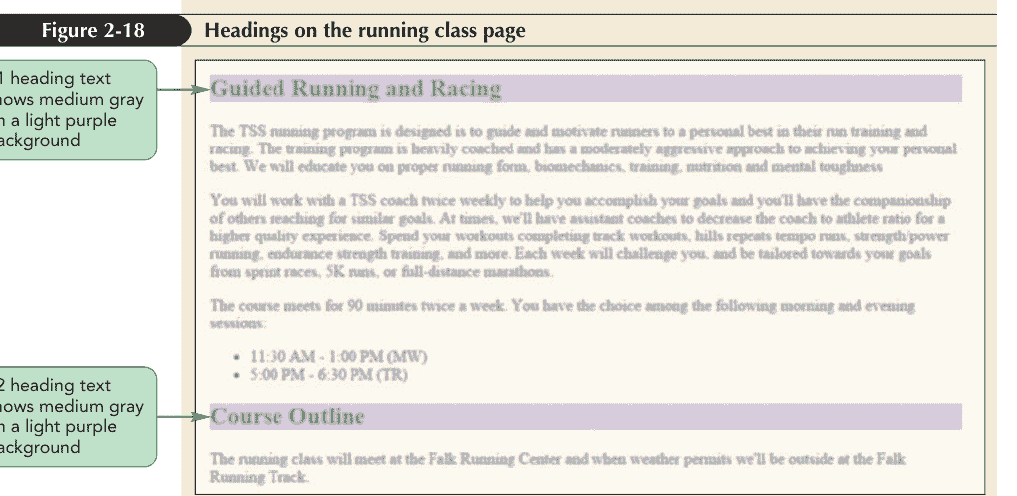 Figure 2-18
Headings on the running class page
1 heading text
hows medium gray
n a light purple
ackground
Guided Running and Racing
The TSS running program is designed is to guide and motivate runners to a personal best in their run training and
racing. The training program is heavily coached and has a moderately aggressive approach to achieving your personal
best. We will educate you on proper running form, biomechanics, training, nutrition and mental toughness
You will work with a TSS coach twice weekly to help you accomplish your goals and you'll have the companionship
of others reaching for similar goals. At times, we'll have assistant coaches to decrease the coach to athlete ratio for a
higher quality experience. Spend your workouts completing track workouts, hills repeats tempo runs, strength/power
running, endurance strength training, and more. Each week will challenge you, and be tailored towards your goals
from sprint races, 5K runs, or full-distance marathons.
The course meets for 90 minutes twice a week. You have the choice among the following morning and evening
sessions:
• 11:30 AM - 1:00 PM (MW)
• 5:00 PM - 6:30 PM (TR)
2 heading text
hows medium gray
n a light purple
ackground
Course Outline
The running class will meet at the Falk Running Center and when weather permits we'll be outside at the Falk
Running Track.